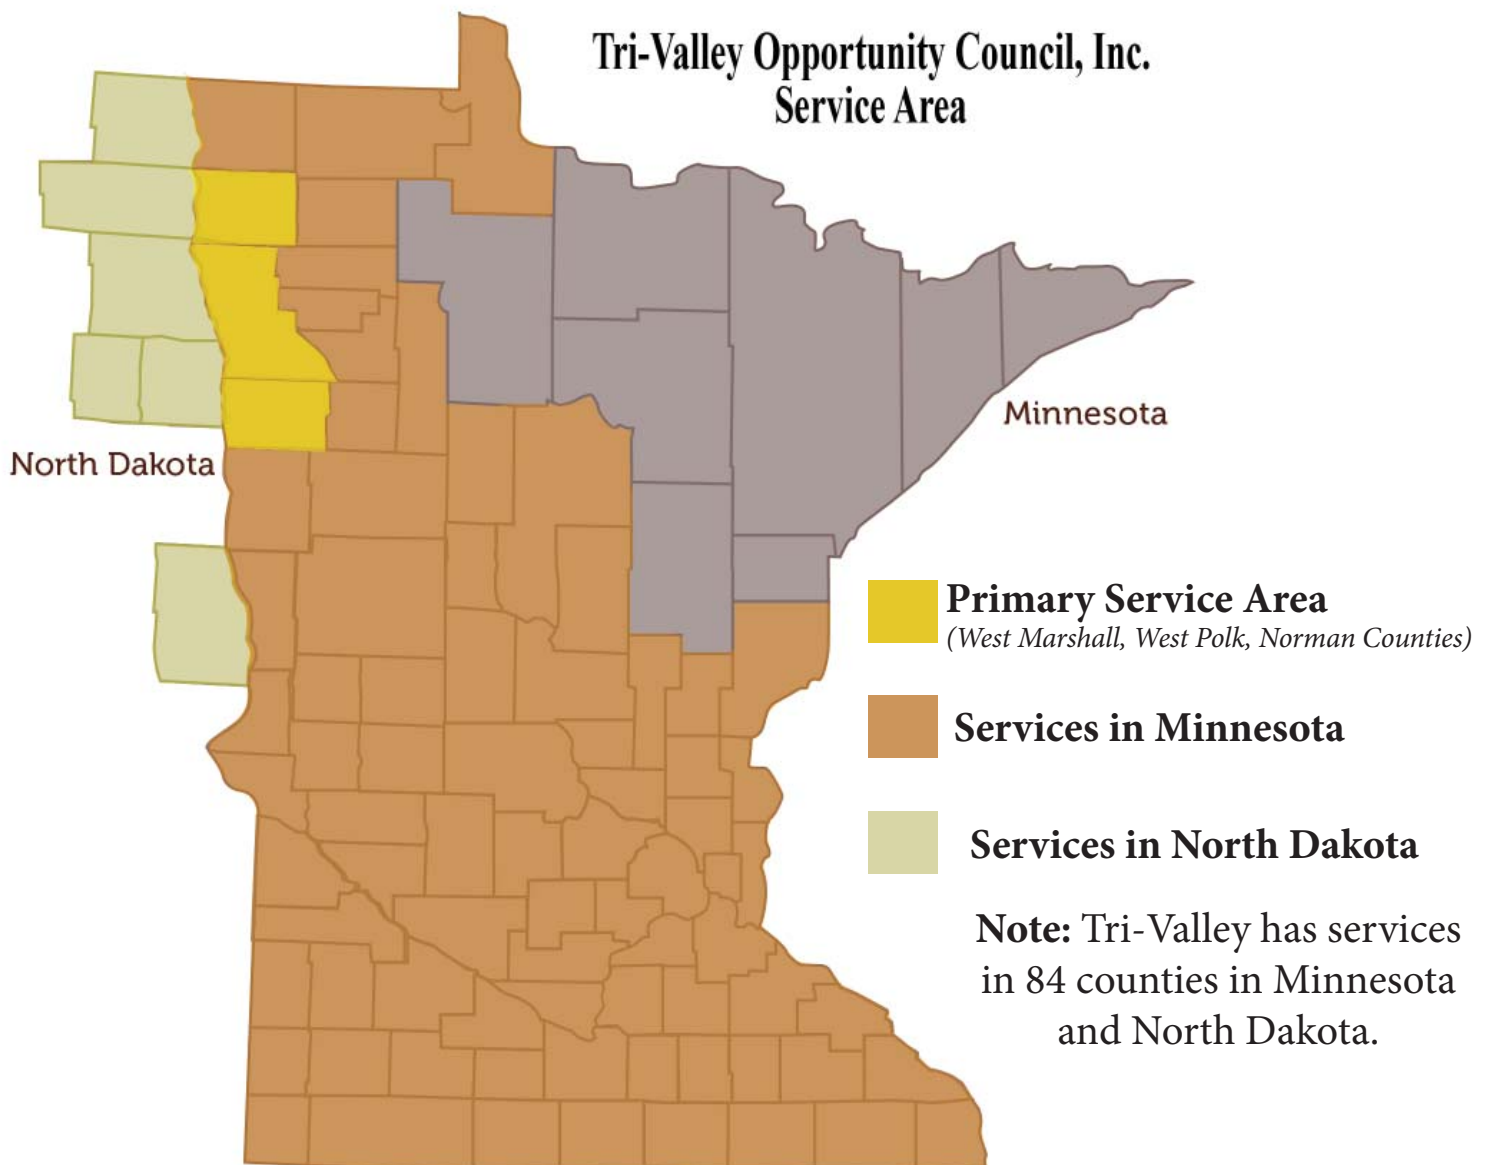 Tri-Valley Opportunity Council, Inc.
Service Area
Minnesota
North Dakota
Primary Service Area
(West Marshall, West Polk, Norman Counties)
Services in Minnesota
Services in North Dakota
Note: Tri-Valley has services
in 84 counties in Minnesota
and North Dakota.